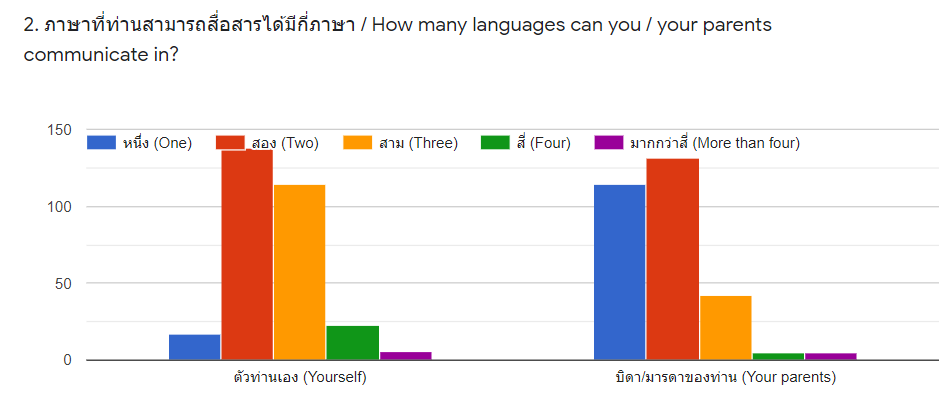 2. ภาษาที่ท่านสามารถสื่อสารได้มีกี่ภาษา / How many languages can you / your parents
communicate in?
150
หนึ่ง (One) สอง (Two) สาม (Three) สี่ (Four) มากกว่าสี่ (More than four)
100
50
0
ตัวท่านเอง (Yourself) บิดา/มารดาของท่าน (Your parents)